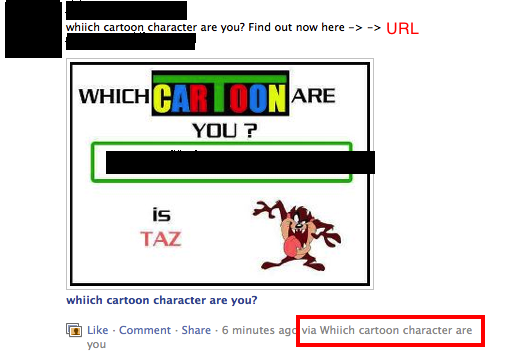 whiich cartoon character are you? Find out now here -> -> URL
WHICH CARTOON ARE
YOU ?
is
TAZ
whiich cartoon character are you?
Like · Comment · Share · 6 minutes ago via Whiich cartoon character are
you